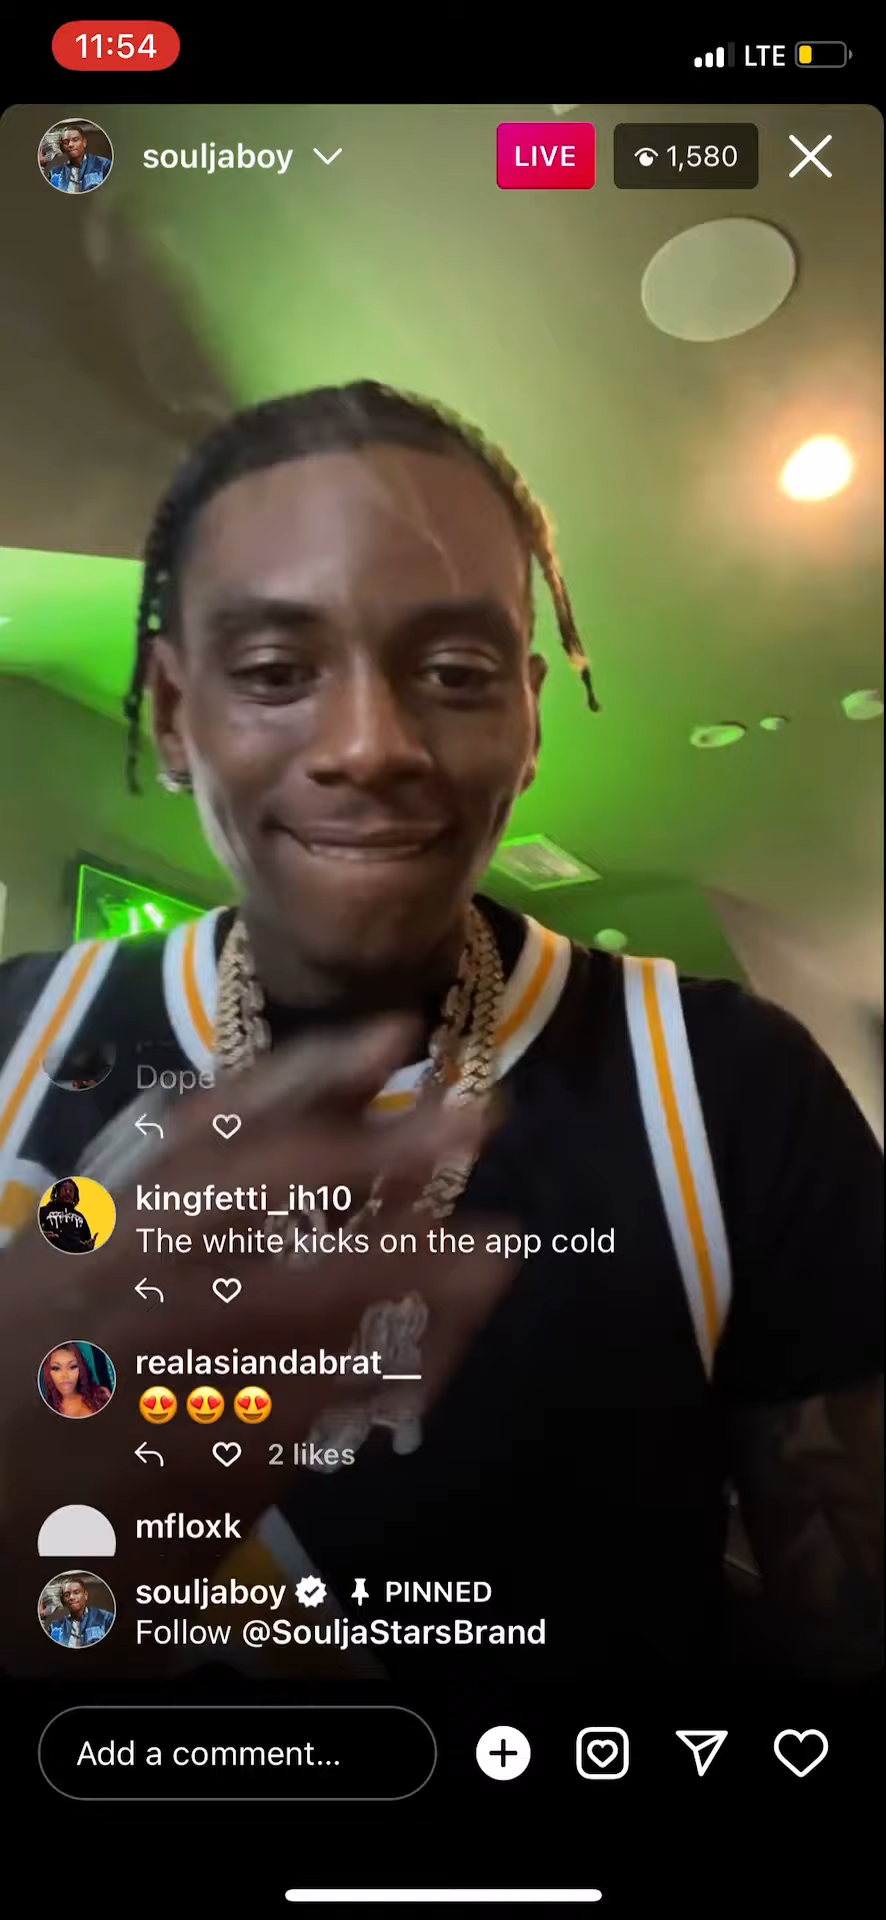 11:54
LTE
souljaboy
LIVE
1,580
Dope
kingfetti_ih10
The white kicks on the app cold
realasiandabrat__
😍😍😍
2 likes
mfloxk
souljaboy PINNED
Follow @SouljaStarsBrand
Add a comment...